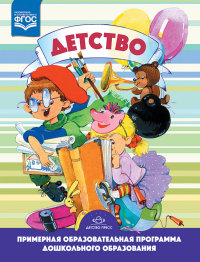 ФГОС
ДЕТСТВО
ДЕТСТВО-ПРЕСС
ПРИМЕРНАЯ ОБРАЗОВАТЕЛЬНАЯ ПРОГРАММА
ДОШКОЛЬНОГО ОБРАЗОВАНИЯ